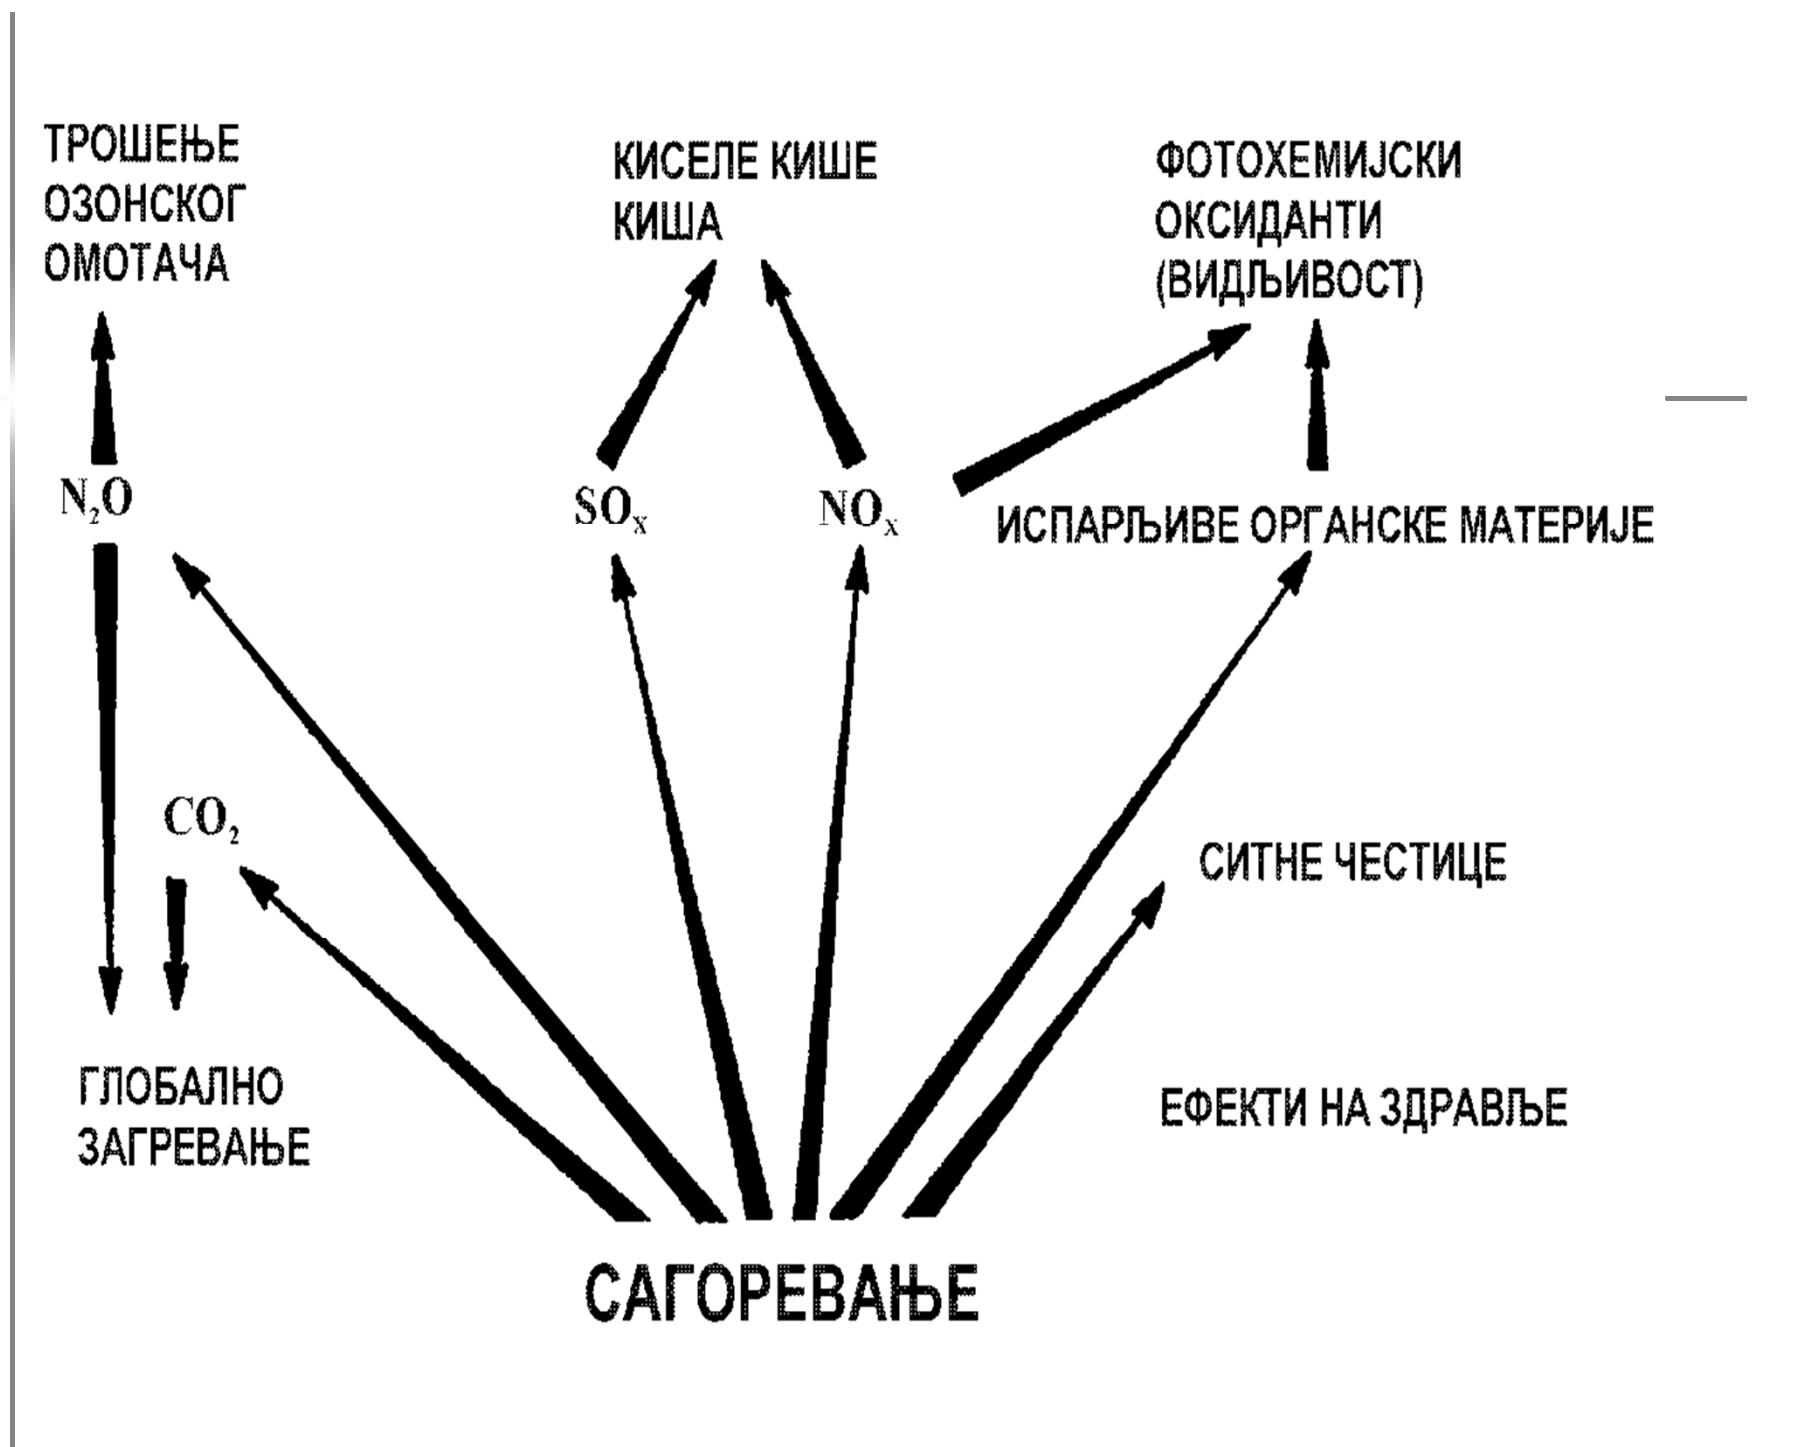 ТРОШЕЊЕ
ОЗОНСКОГ
ОМОТАЧА
КИСЕЛЕ КИШЕ
КИША
ФОТОХЕМИЈСКИ
ОКСИДАНТИ
(ВИДЉИВОСТ)
N₂O
SOₓ
NOₓ
ИСПАРЉИВЕ ОРГАНСКЕ МАТЕРИЈЕ
CO₂
СИТНЕ ЧЕСТИЦЕ
ГЛОБАЛНО
ЗАГРЕВАЊЕ
ЕФЕКТИ НА ЗДРАВЉЕ
САГОРЕВАЊЕ